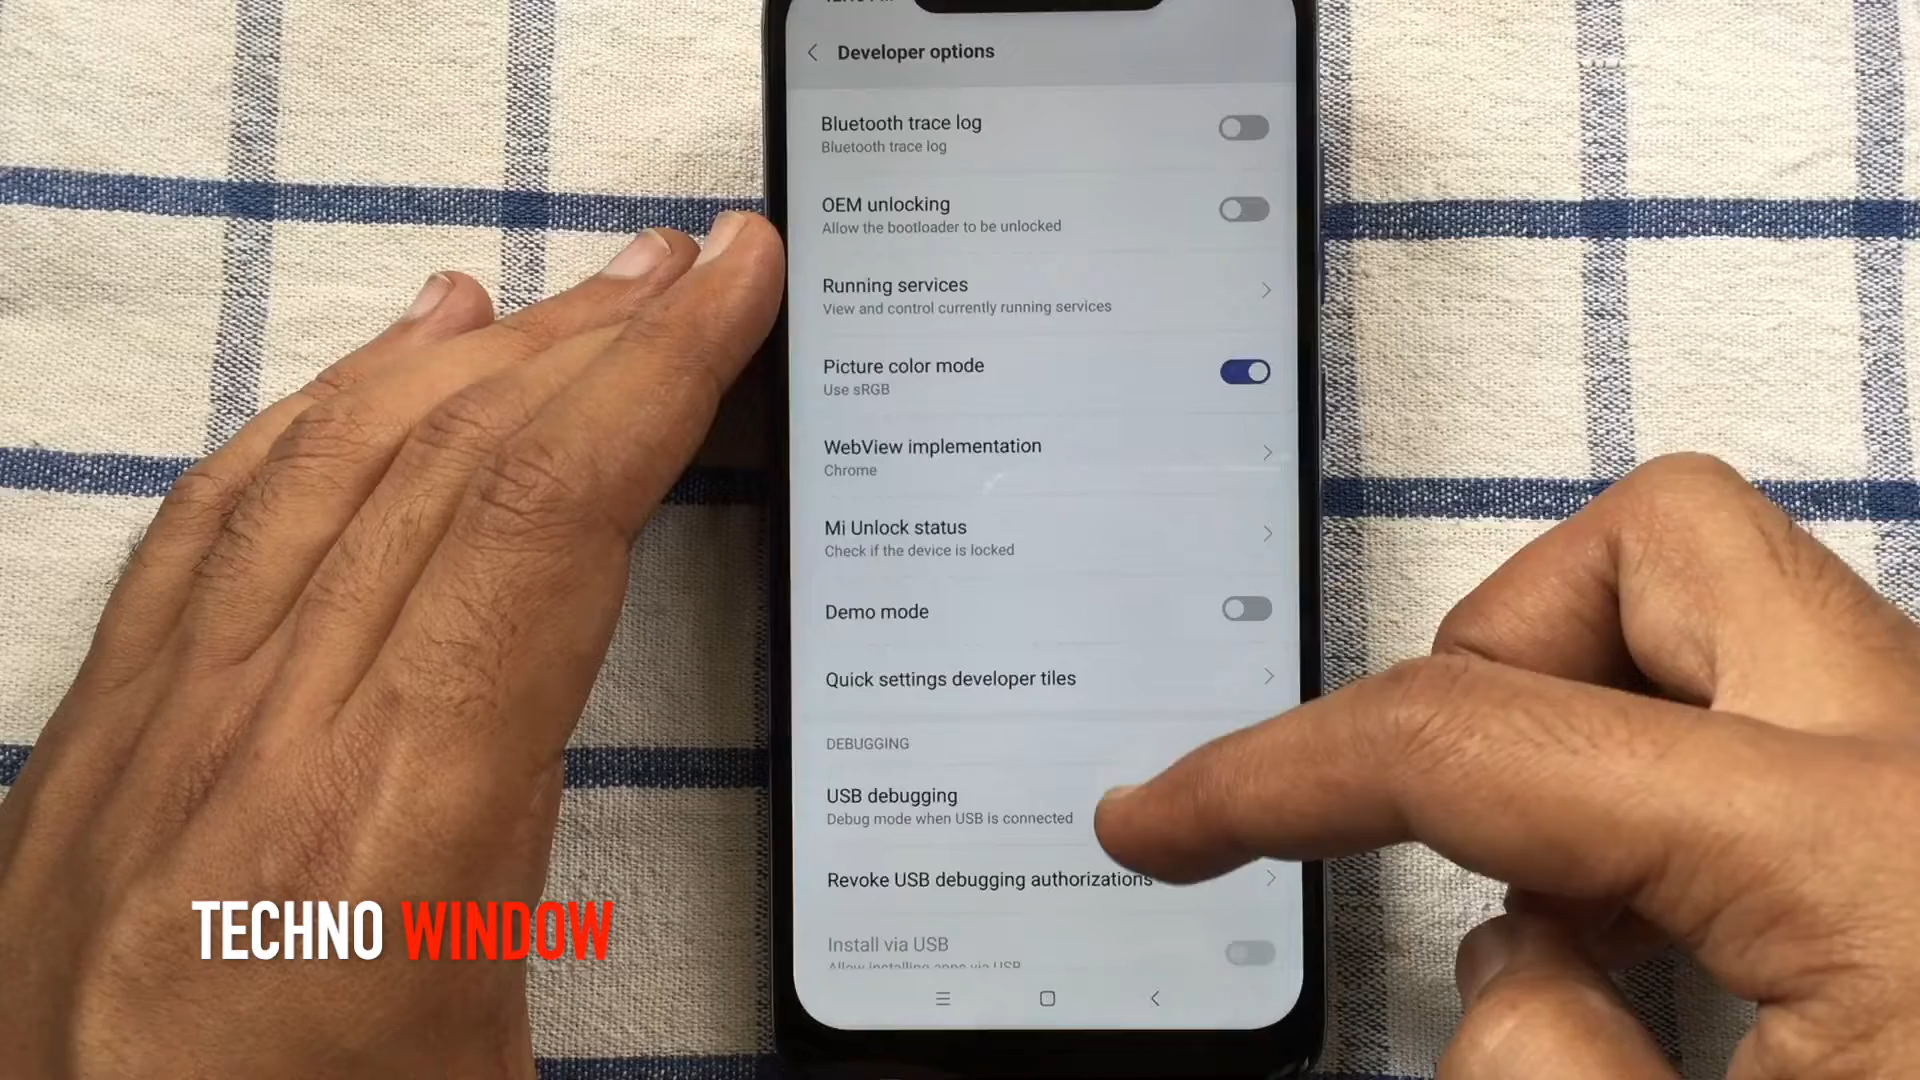 Developer options
Bluetooth trace log
Bluetooth trace log
OEM unlocking
Allow the bootloader to be unlocked
Running services
View and control currently running services
Picture color mode
Use sRGB
WebView implementation
Chrome
Mi Unlock status
Check if the device is locked
Demo mode
Quick settings developer tiles
DEBUGGING
USB debugging
Debug mode when USB is connected
Revoke USB debugging authorizations
Install via USB
Allow installing apps via USB
TECHNO WINDOW